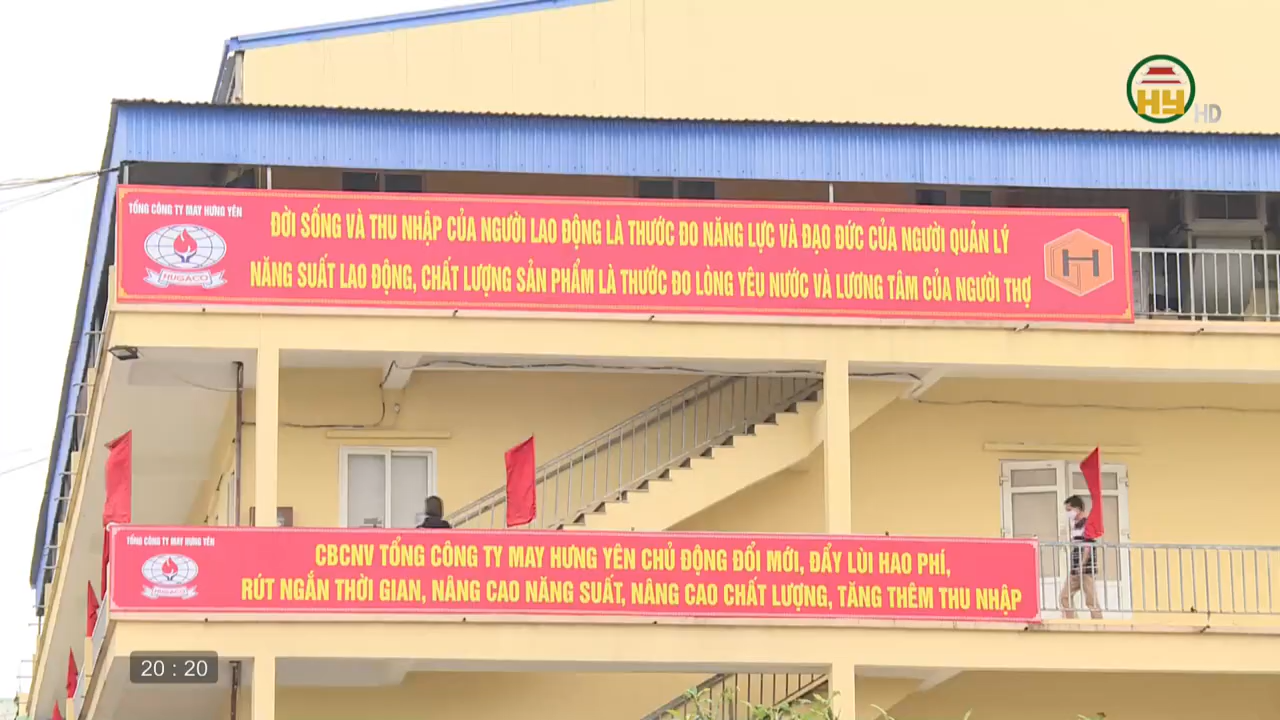 HY HD
TỔNG CÔNG TY MAY HƯNG YÊN
HUGACO
ĐỜI SỐNG VÀ THU NHẬP CỦA NGƯỜI LAO ĐỘNG LÀ THƯỚC ĐO NĂNG LỰC VÀ ĐẠO ĐỨC CỦA NGƯỜI QUẢN LÝ
NĂNG SUẤT LAO ĐỘNG, CHẤT LƯỢNG SẢN PHẨM LÀ THƯỚC ĐO LÒNG YÊU NƯỚC VÀ LƯƠNG TÂM CỦA NGƯỜI THỢ
H
TỔNG CÔNG TY MAY HƯNG YÊN
HUGACO
CBCNV TỔNG CÔNG TY MAY HƯNG YÊN CHỦ ĐỘNG ĐỔI MỚI, ĐẨY LÙI HAO PHÍ,
RÚT NGẮN THỜI GIAN, NÂNG CAO NĂNG SUẤT, NÂNG CAO CHẤT LƯỢNG, TĂNG THÊM THU NHẬP
20 : 20